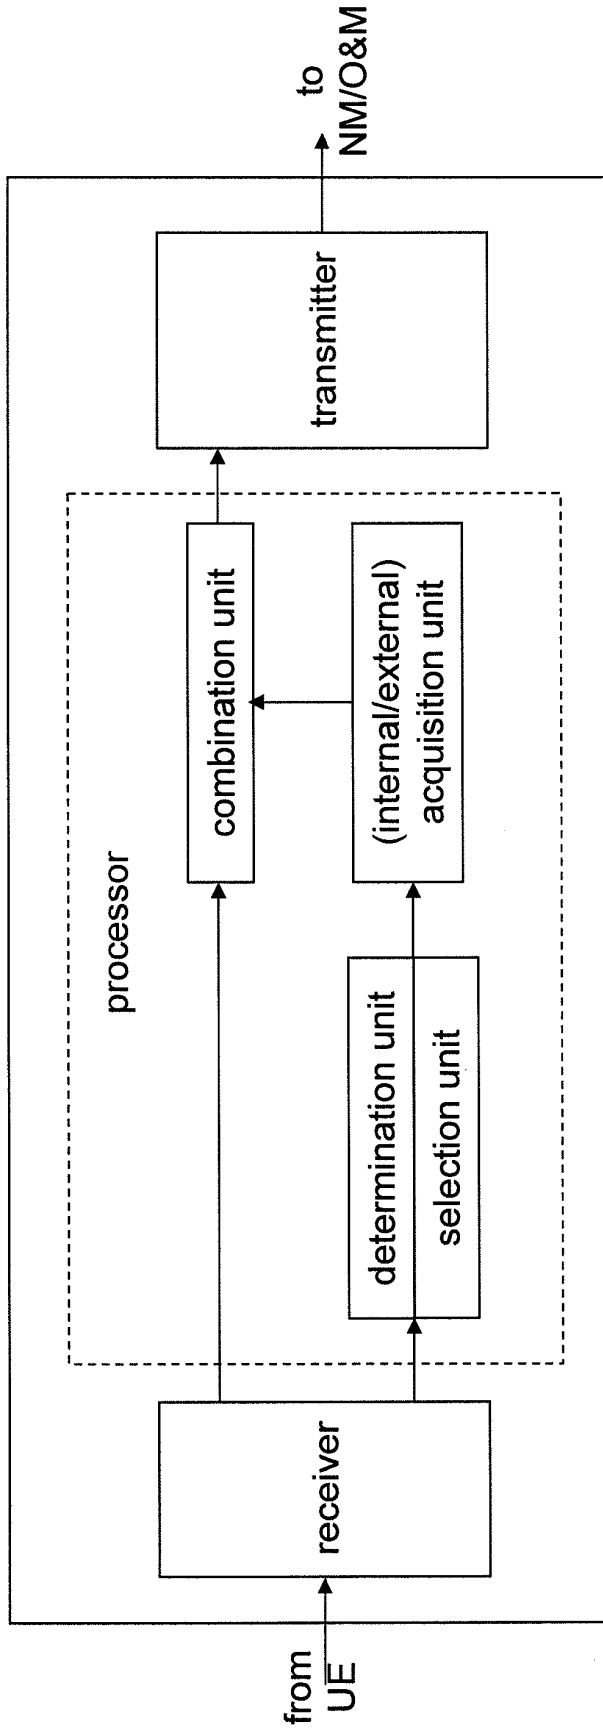 from
UE
receiver
processor
determination unit
selection unit
combination unit
(internal/external)
acquisition unit
transmitter
to
NM/O&M